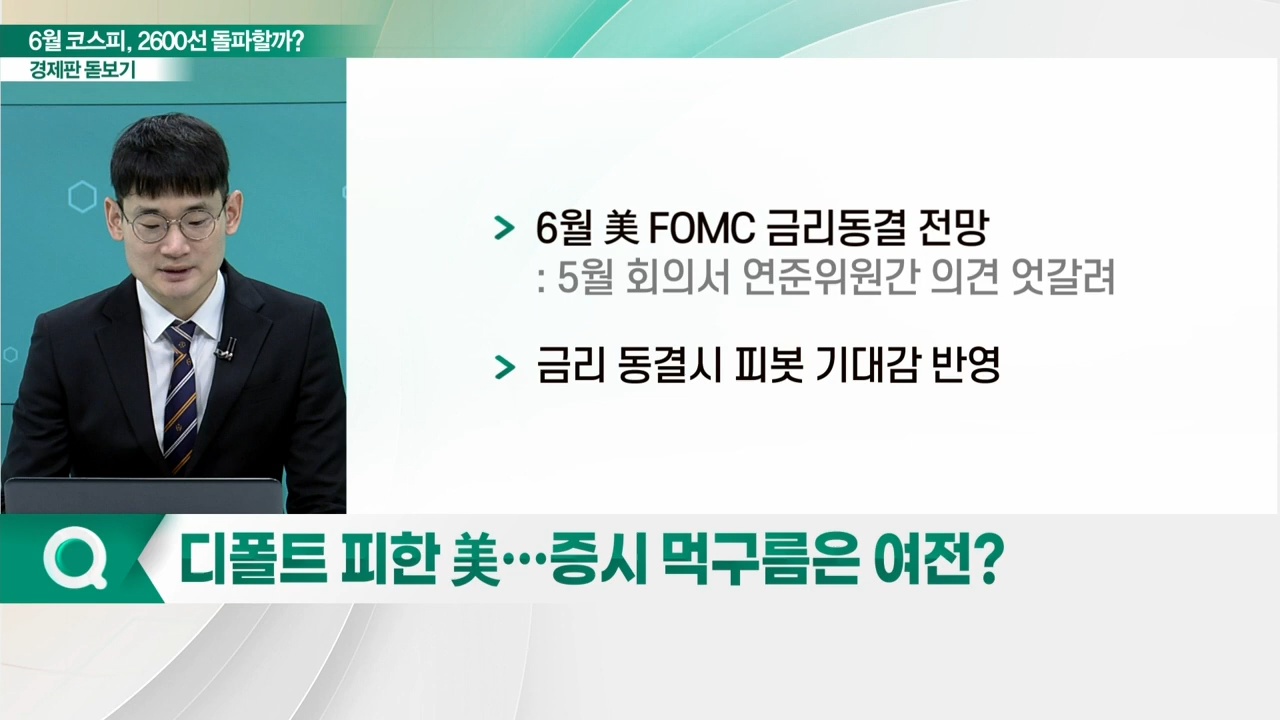 6월 코스피, 2600선 돌파할까?
경제판 돋보기
> 6월 美 FOMC 금리동결 전망
: 5월 회의서 연준위원간 의견 엇갈려
> 금리 동결시 피봇 기대감 반영
디폴트 피한 美…증시 먹구름은 여전?